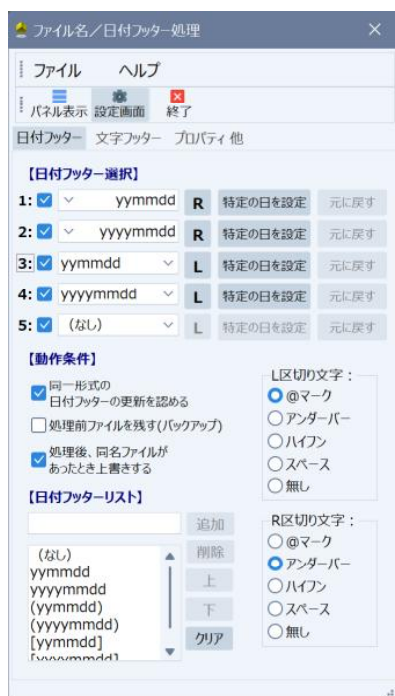 ファイル名／日付フッター処理
ファイル ヘルプ
パネル表示 設定画面 終了
日付フッター 文字フッター プロパティ他
【日付フッター選択】
1: yymmdd R 特定の日を設定 元に戻す
2: yyyymmdd R 特定の日を設定 元に戻す
3: yymmdd L 特定の日を設定 元に戻す
4: yyyymmdd L 特定の日を設定 元に戻す
5: (なし) L 特定の日を設定 元に戻す
【動作条件】
同一形式の
日付フッターの更新を認める
処理前ファイルを残す(バックアップ)
処理後、同名ファイルが
あったとき上書きする
L区切り文字：
@マーク
アンダーバー
ハイフン
スペース
無し
【日付フッターリスト】
追加
削除
上
下
クリア
(なし)
yymmdd
yyyymmdd
(yymmdd)
(yyyymmdd)
[yymmdd]
[yyyymmdd]
R区切り文字：
@マーク
アンダーバー
ハイフン
スペース
無し